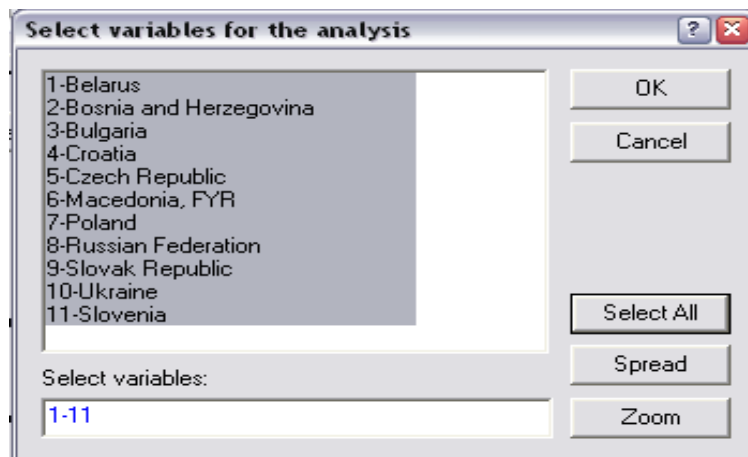 Select variables for the analysis
?
1-Belarus
2-Bosnia and Herzegovina
3-Bulgaria
4-Croatia
5-Czech Republic
6-Macedonia, FYR
7-Poland
8-Russian Federation
9-Slovak Republic
10-Ukraine
11-Slovenia
OK
Cancel
Select All
Spread
Zoom
Select variables:
1-11